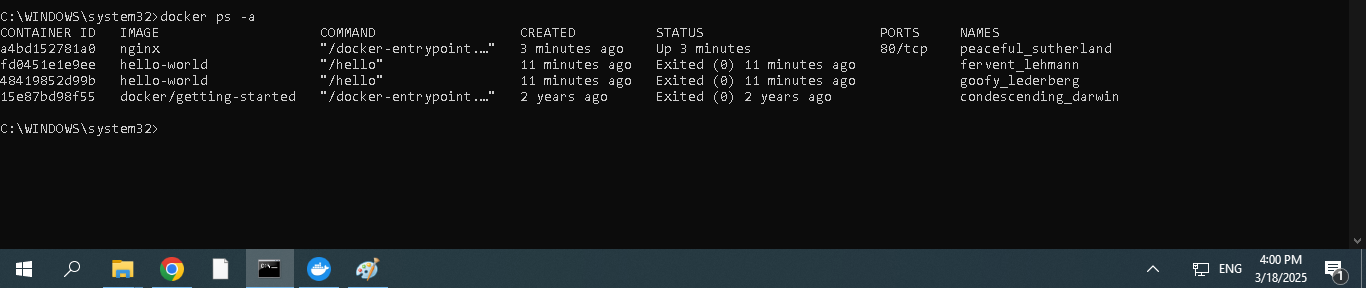 C:\WINDOWS\system32>docker ps -a
CONTAINER ID   IMAGE                    COMMAND                  CREATED          STATUS                      PORTS     NAMES
a4bd152781a0   nginx                    "/docker-entrypoint.…"   3 minutes ago    Up 3 minutes                80/tcp    peaceful_sutherland
fd0451e1e9ee   hello-world              "/hello"                 11 minutes ago   Exited (0) 11 minutes ago             fervent_lehmann
48419852d99b   hello-world              "/hello"                 11 minutes ago   Exited (0) 11 minutes ago             goofy_lederberg
15e87bd98f55   docker/getting-started   "/docker-entrypoint.…"   2 years ago      Exited (0) 2 years ago                condescending_darwin
C:\WINDOWS\system32>
ENG
4:00 PM
3/18/2025
1